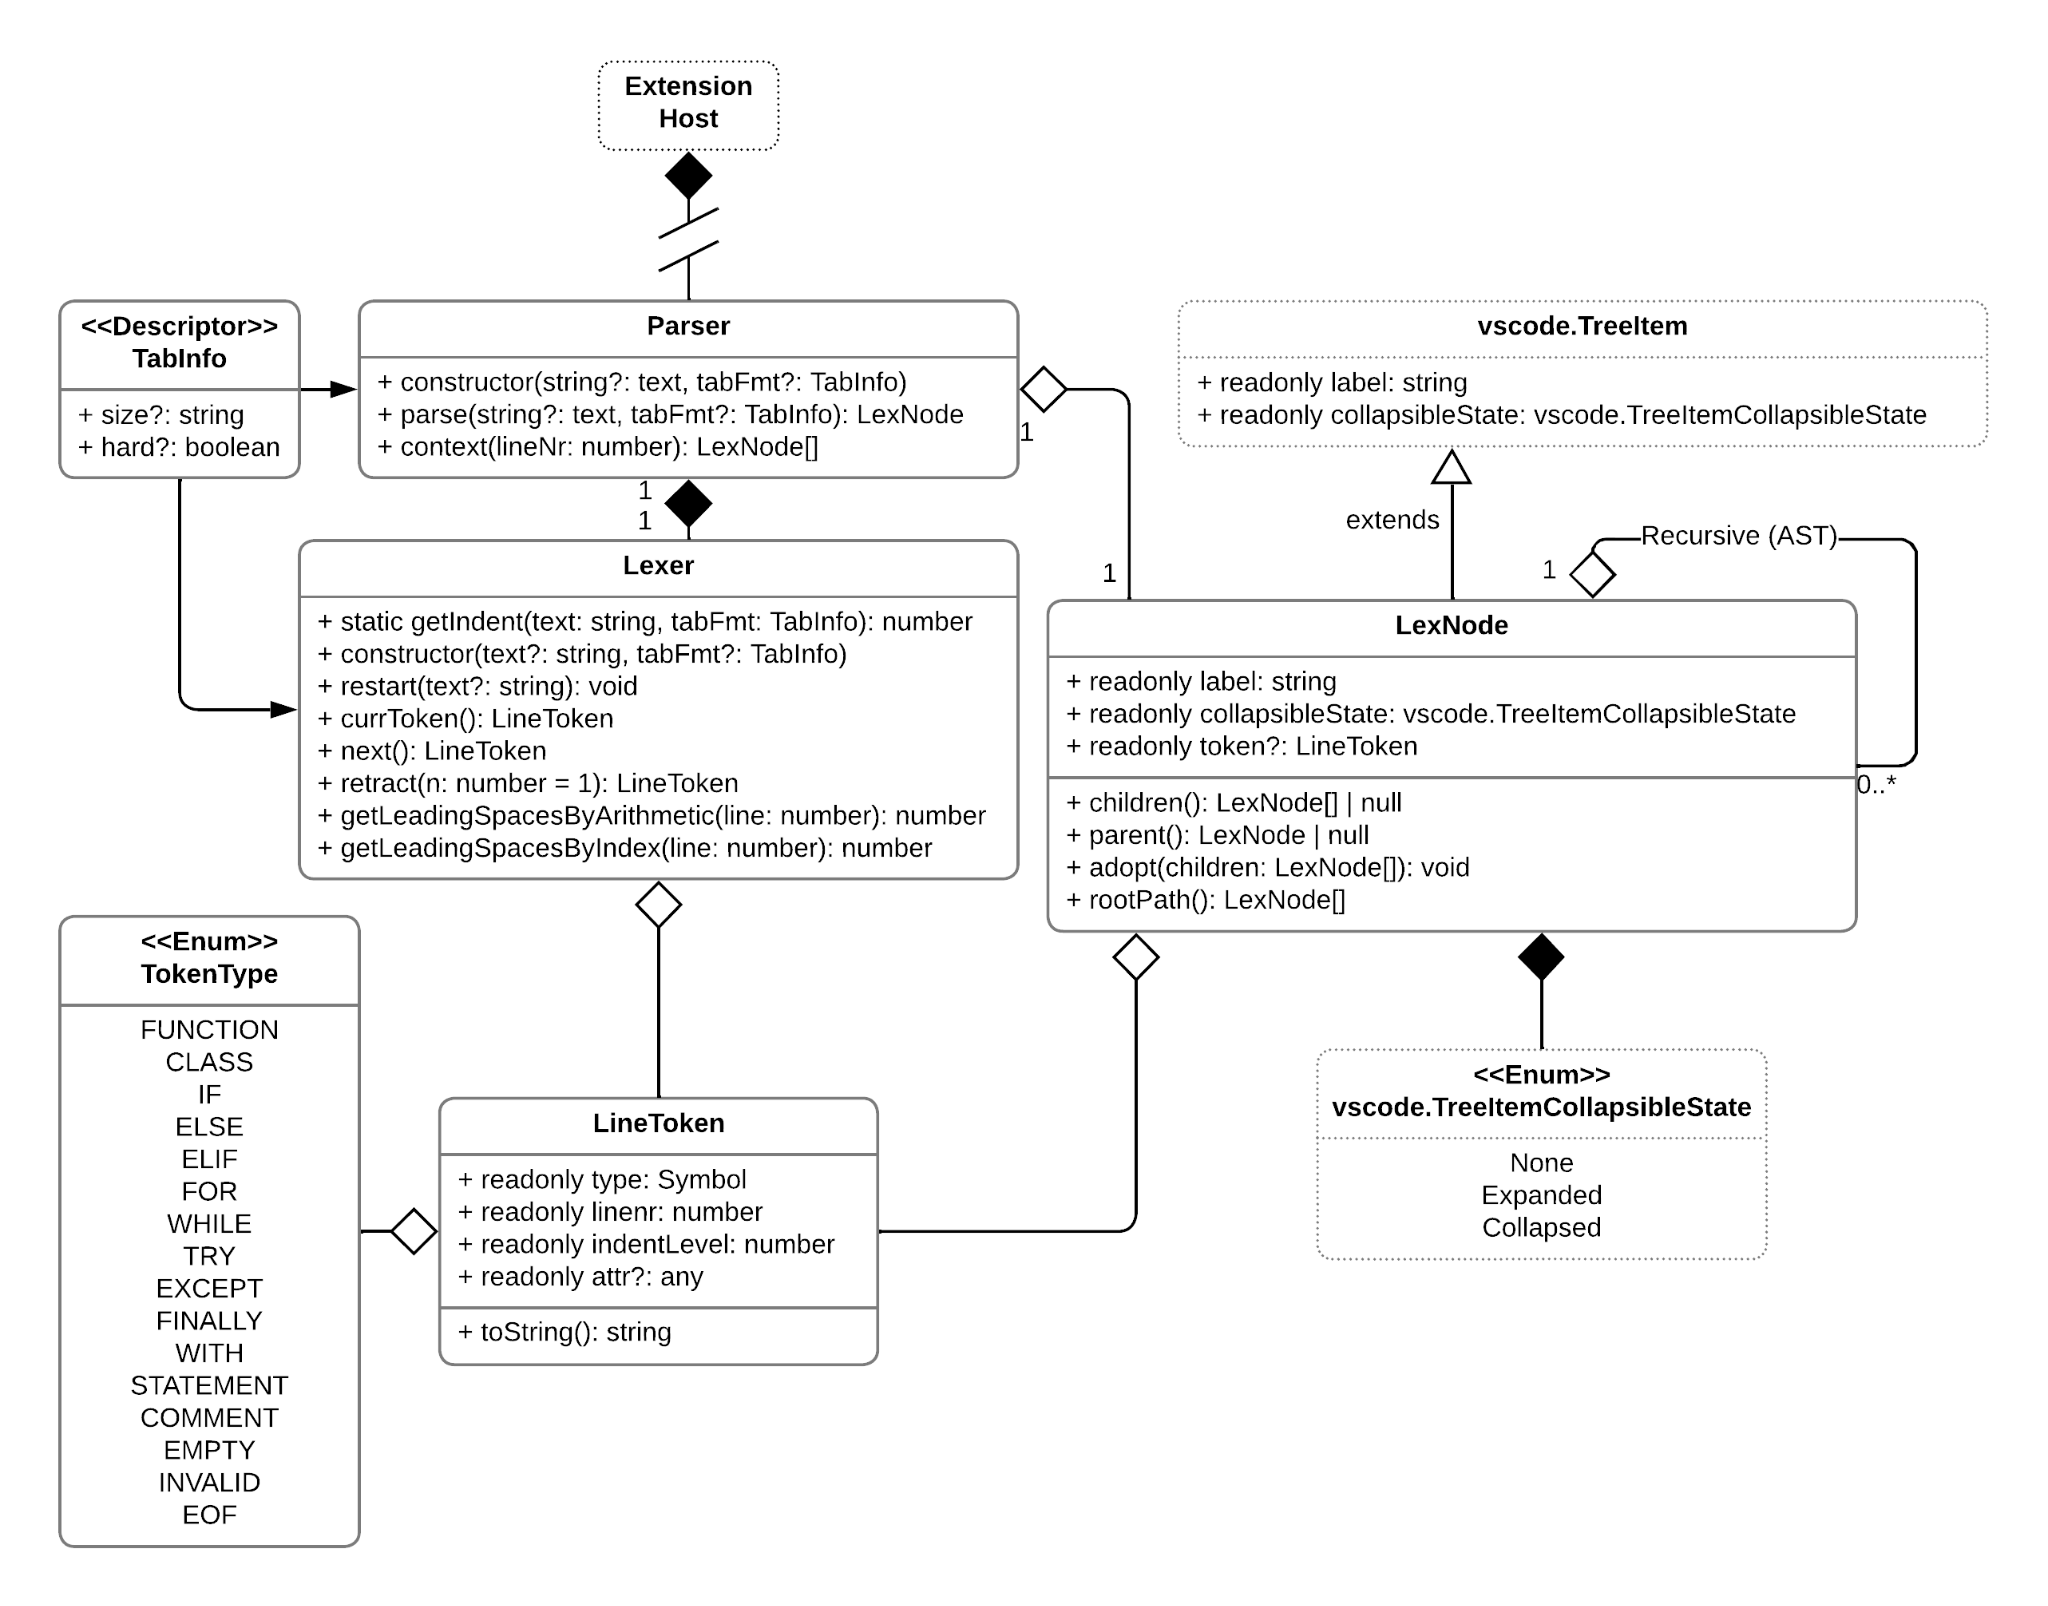 Extension
Host
<<Descriptor>>
TabInfo
+ size?: string
+ hard?: boolean
Parser
+ constructor(string?: text, tabFmt?: TabInfo)
+ parse(string?: text, tabFmt?: TabInfo): LexNode
+ context(lineNr: number): LexNode[]
1
1
1
1
vscode.TreeItem
+ readonly label: string
+ readonly collapsibleState: vscode.TreeItemCollapsibleState
extends
Recursive (AST)
1
0..*
Lexer
+ static getIndent(text: string, tabFmt: TabInfo): number
+ constructor(text?: string, tabFmt?: TabInfo)
+ restart(text?: string): void
+ currToken(): LineToken
+ next(): LineToken
+ retract(n: number = 1): LineToken
+ getLeadingSpacesByArithmetic(line: number): number
+ getLeadingSpacesByIndex(line: number): number
LexNode
+ readonly label: string
+ readonly collapsibleState: vscode.TreeItemCollapsibleState
+ readonly token?: LineToken
+ children(): LexNode[] | null
+ parent(): LexNode | null
+ adopt(children: LexNode[]): void
+ rootPath(): LexNode[]
<<Enum>>
TokenType
FUNCTION
CLASS
IF
ELSE
ELIF
FOR
WHILE
TRY
EXCEPT
FINALLY
WITH
STATEMENT
COMMENT
EMPTY
INVALID
EOF
LineToken
+ readonly type: Symbol
+ readonly linenr: number
+ readonly indentLevel: number
+ readonly attr?: any
+ toString(): string
<<Enum>>
vscode.TreeItemCollapsibleState
None
Expanded
Collapsed